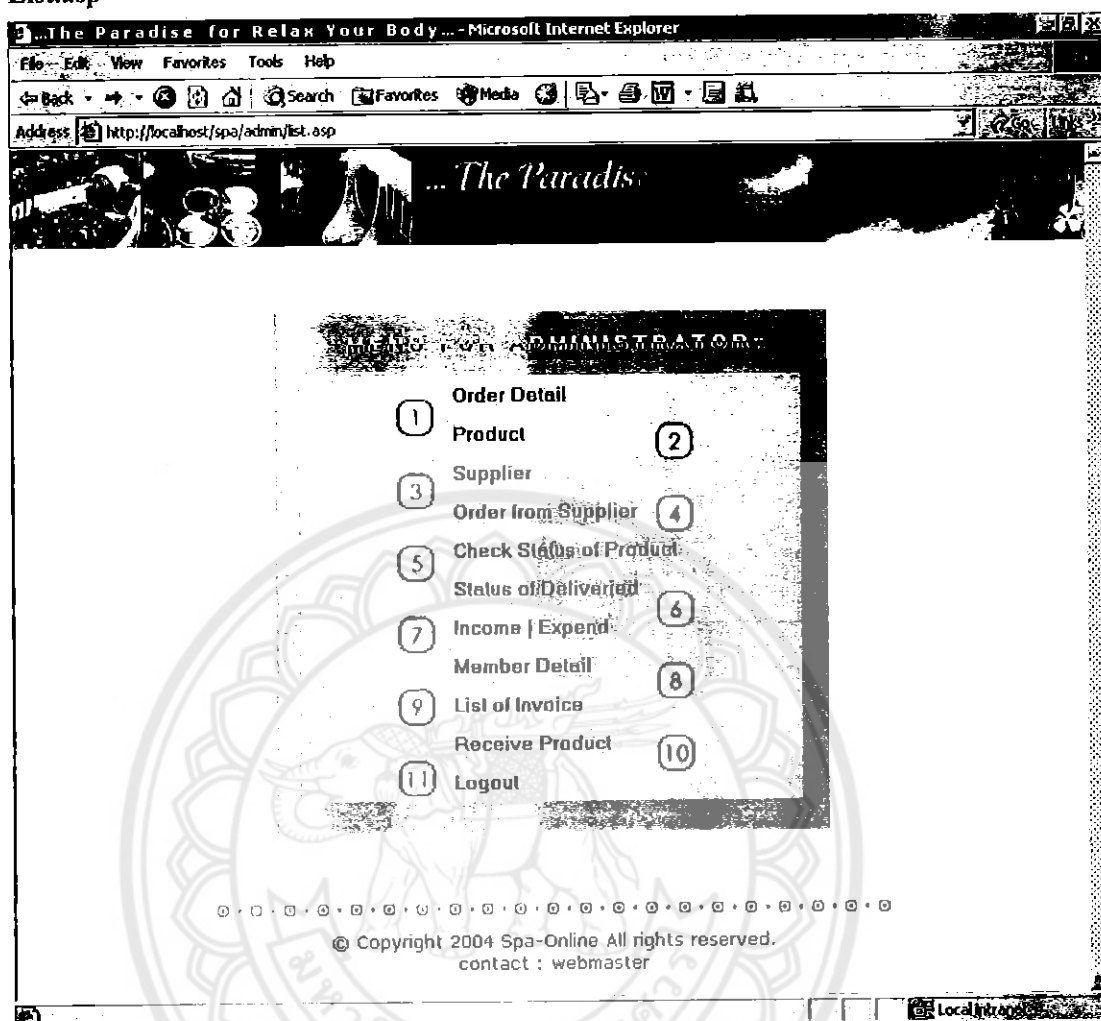 ...The Paradise for Relax Your Body... - Microsoft Internet Explorer
File Edit View Favorites Tools Help
Back Search Favorites Media
Address http://localhost/spa/admin/list.asp
... The Paradis
MENU FOR ADMINISTRATOR
Order Detail
1
Product
2
Supplier
3
Order from Supplier
4
Check Status of Product
5
Status of Deliveried
6
Income | Expend
7
Member Detail
8
List of Invoice
9
Receive Product
10
Logout
11
© Copyright 2004 Spa-Online All rights reserved.
contact : webmaster
Local intranet